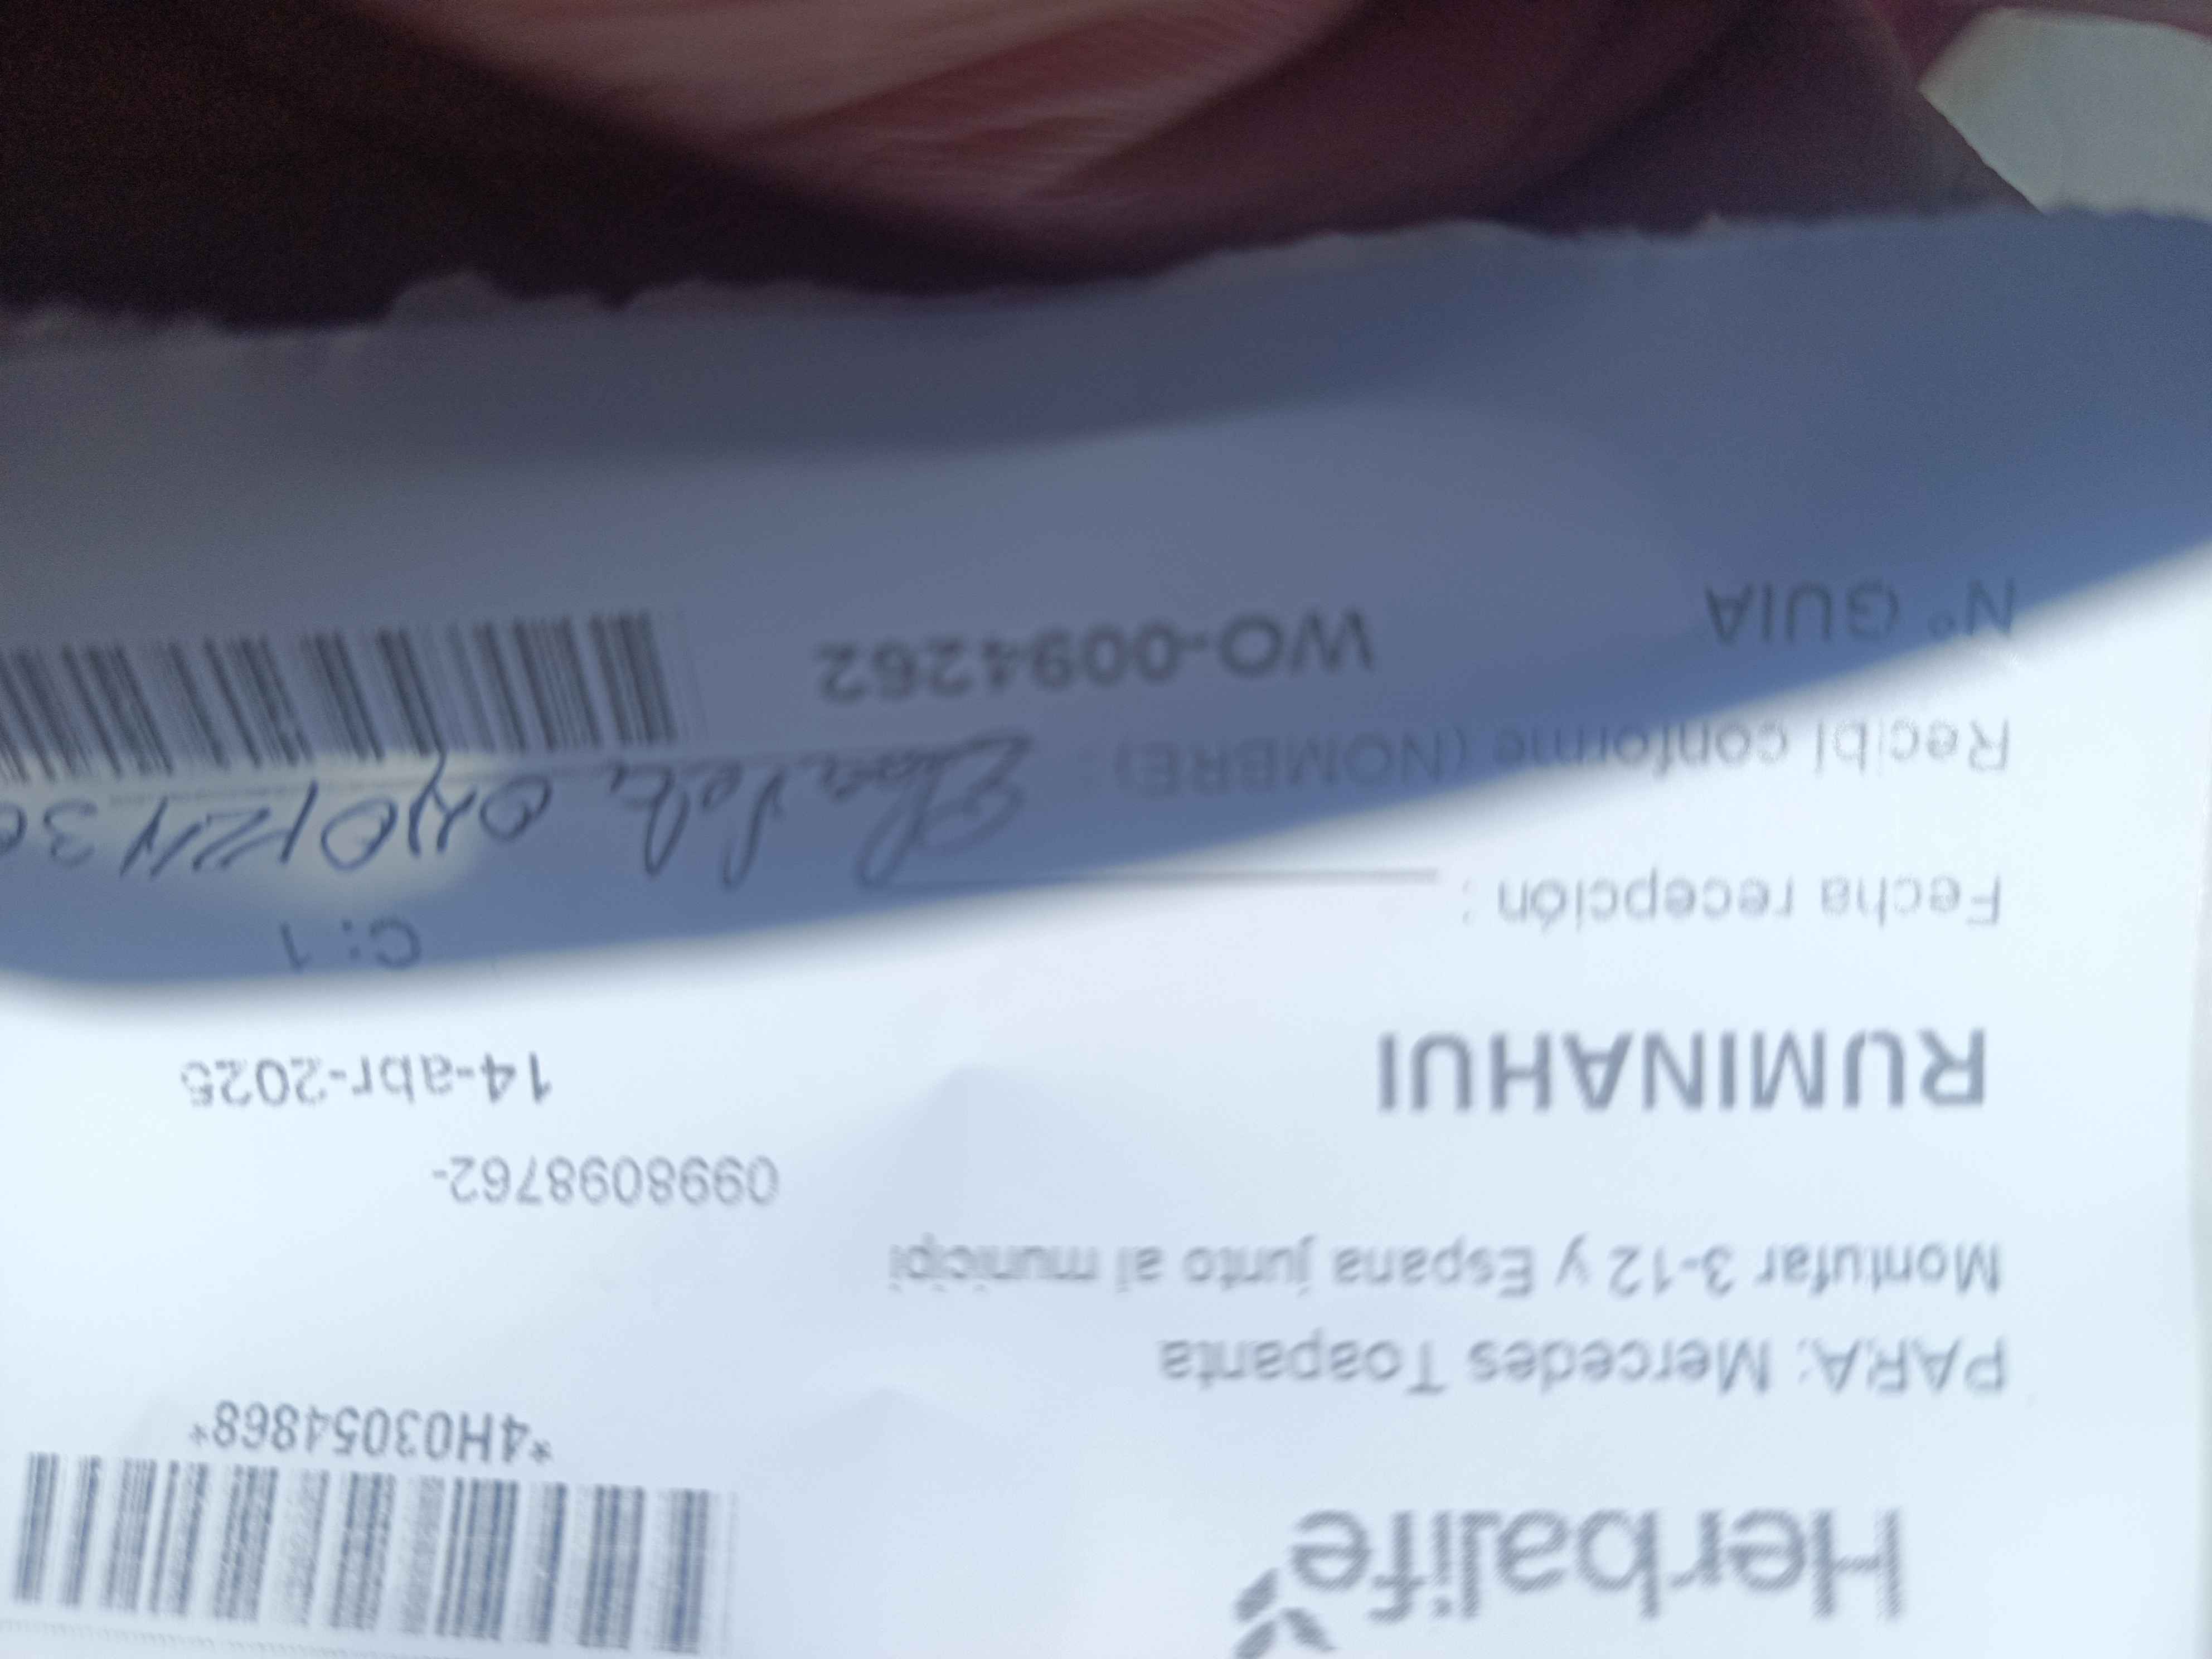 Herbalife
*4H03054868*
PARA: Mercedes Toapanta
Montufar 3-12 y Espana junto al municipi
0998098762-
RUMINAHUI
14-abr-2025
C: 1
Fecha recepción :
Recibí conforme (NOMBRE) :
N° GUIA
WO-0094262